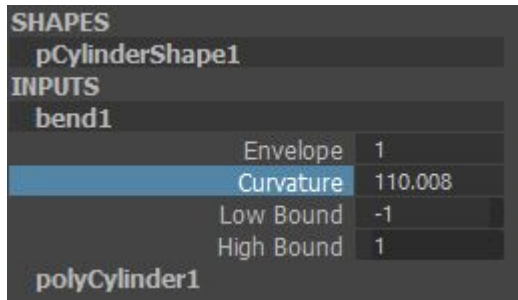 SHAPES
pCylinderShape1
INPUTS
bend1
Envelope 1
Curvature 110.008
Low Bound -1
High Bound 1
polyCylinder1